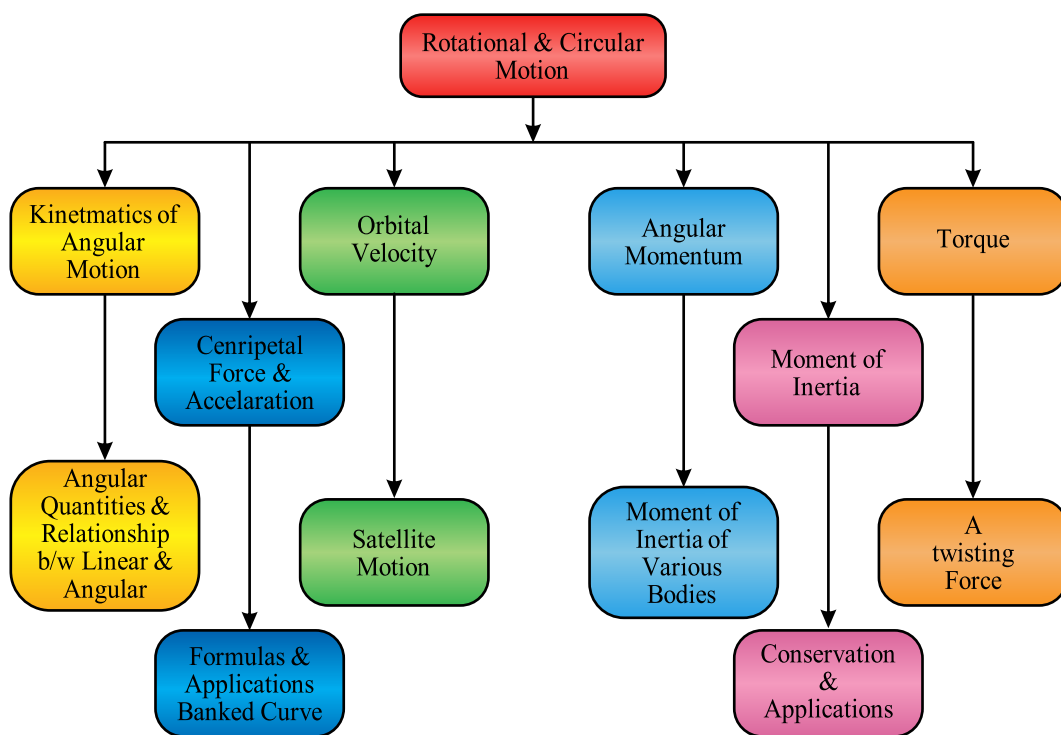 Rotational & Circular
Motion
Kinetmatics of
Angular
Motion
Orbital
Velocity
Angular
Momentum
Torque
Cenripetal
Force &
Accelaration
Moment of
Inertia
Angular
Quantities &
Relationship
b/w Linear &
Angular
Satellite
Motion
Moment of
Inertia of
Various
Bodies
A
twisting
Force
Formulas &
Applications
Banked Curve
Conservation
&
Applications